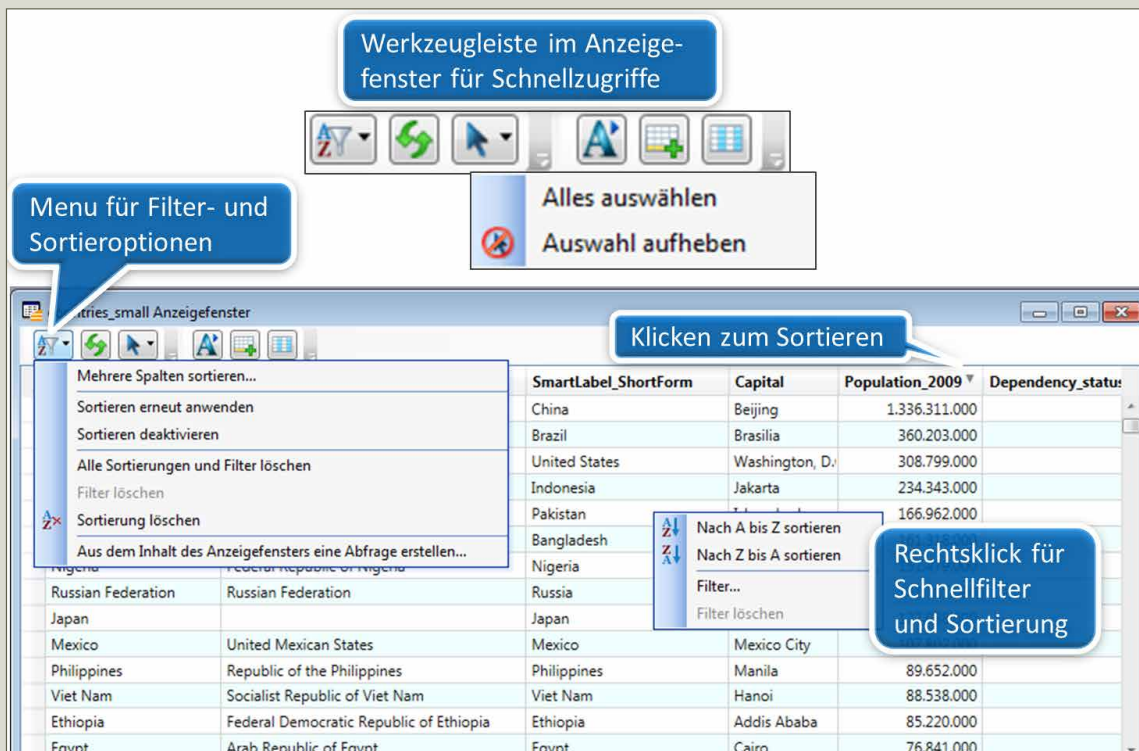 Werkzeugleiste im Anzeige-
fenster für Schnellzugriffe
Alles auswählen
Auswahl aufheben
Menu für Filter- und
Sortieroptionen
Anzeigefenster
Klicken zum Sortieren
Mehrere Spalten sortieren...
Sortieren erneut anwenden
Sortieren deaktivieren
Alle Sortierungen und Filter löschen
Filter löschen
Sortierung löschen
Aus dem Inhalt des Anzeigefensters eine Abfrage erstellen...
SmartLabel_ShortForm Capital Population_2009 Dependency_status
China Beijing 1.336.311.000
Brazil Brasilia 360.203.000
United States Washington, D. 308.799.000
Indonesia Jakarta 234.343.000
Pakistan 166.962.000
Bangladesh
Nigeria Federal Republic of Nigeria Nigeria
Russian Federation Russian Federation Russia
Japan Japan
Mexico United Mexican States Mexico Mexico City
Philippines Republic of the Philippines Philippines Manila 89.652.000
Viet Nam Socialist Republic of Viet Nam Viet Nam Hanoi 88.538.000
Ethiopia Federal Democratic Republic of Ethiopia Ethiopia Addis Ababa 85.220.000
Egypt Arab Republic of Egypt Egypt Cairo 76.841.000
Nach A bis Z sortieren
Nach Z bis A sortieren
Filter...
Filter löschen
Rechtsklick für
Schnellfilter
und Sortierung